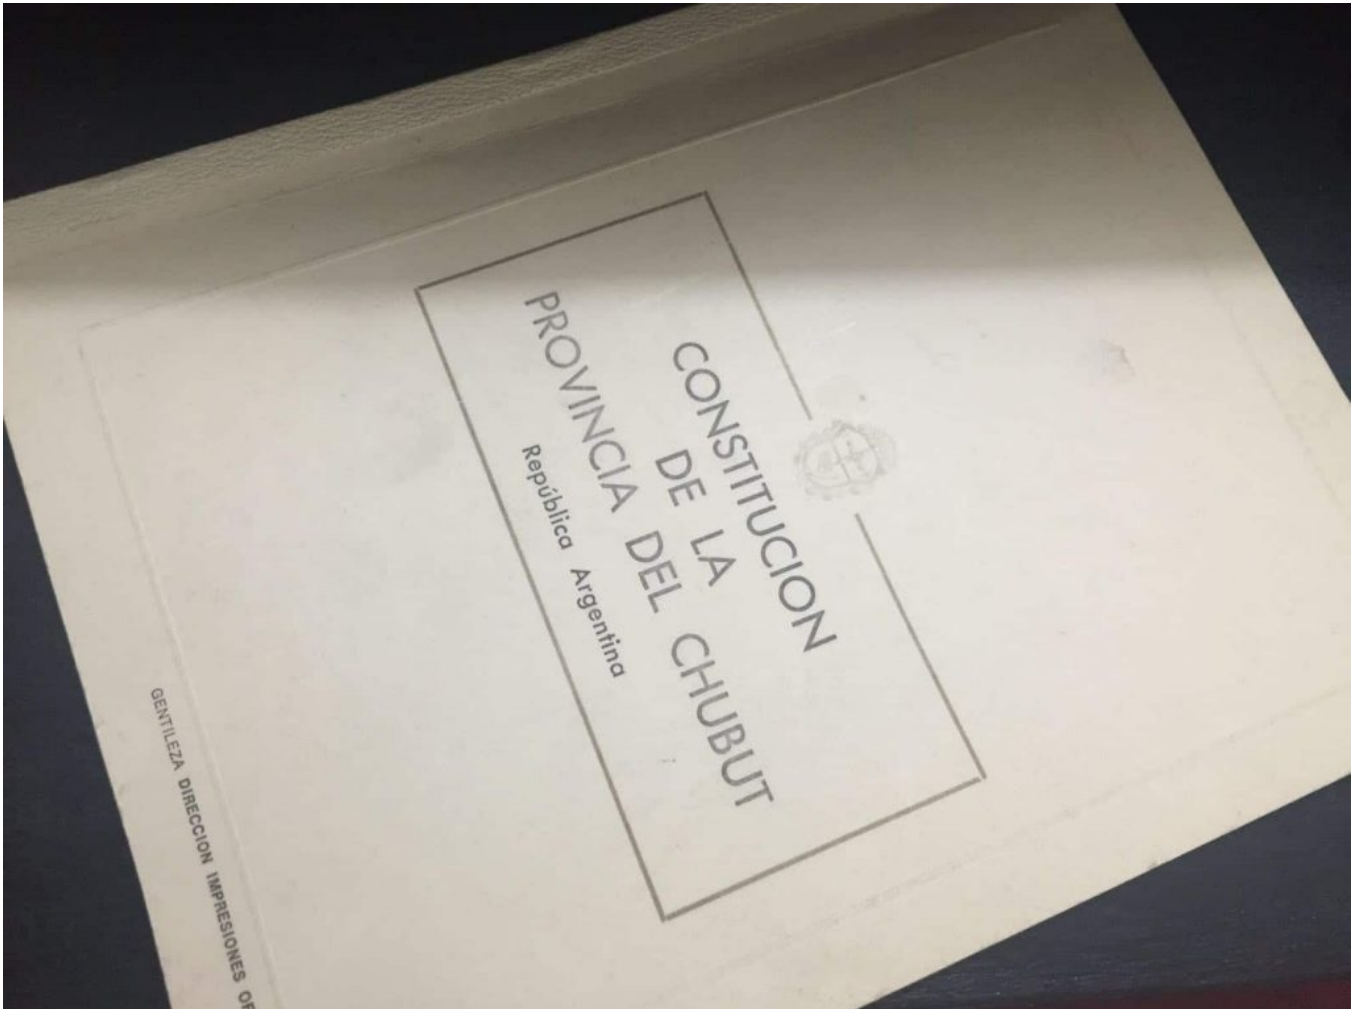 CONSTITUCION
DE LA
PROVINCIA DEL CHUBUT
República Argentina
GENTILEZA DIRECCION IMPRESIONES